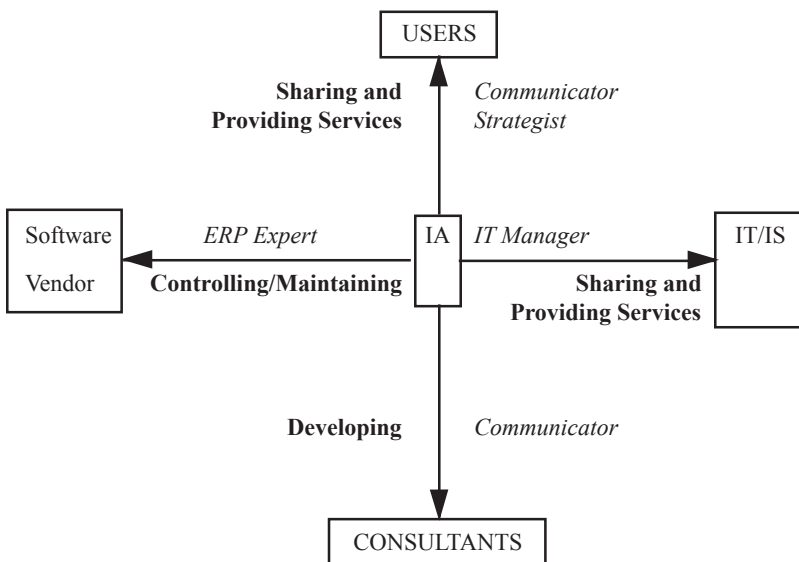 USERS
Sharing and
Providing Services
Communicator
Strategist
Software
Vendor
ERP Expert
Controlling/Maintaining
IA
IT Manager
Sharing and
Providing Services
IT/IS
Developing
Communicator
CONSULTANTS